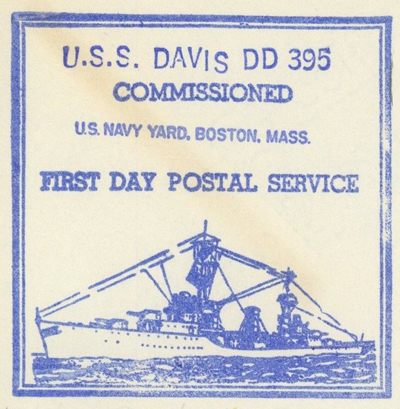 U.S.S. DAVIS DD 395
COMMISSIONED
U.S. NAVY YARD, BOSTON, MASS.
FIRST DAY POSTAL SERVICE